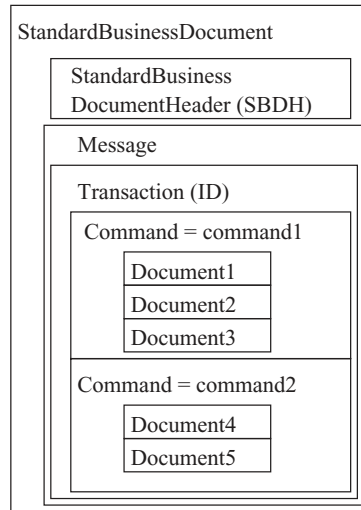 StandardBusinessDocument
StandardBusiness
DocumentHeader (SBDH)
Message
Transaction (ID)
Command = command1
Document1
Document2
Document3
Command = command2
Document4
Document5